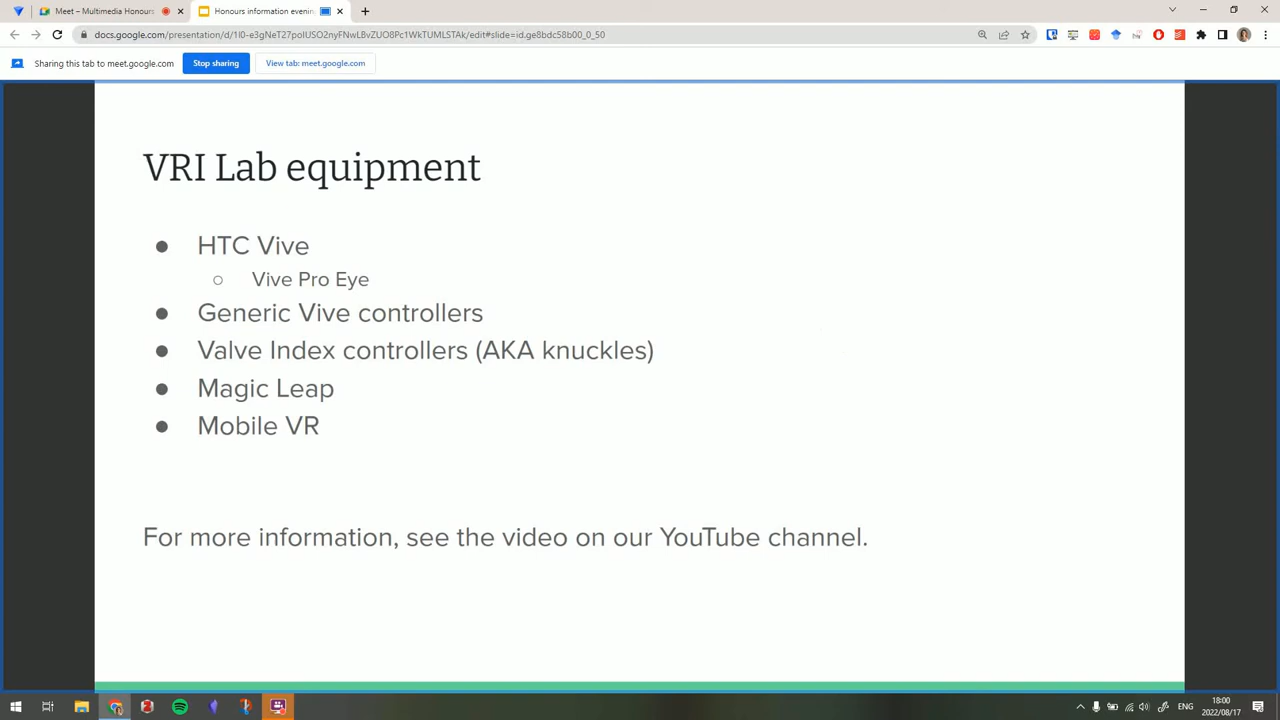 Meet – Multimedia Honours
Honours information evenin
docs.google.com/presentation/d/1I0-e3gNeT27polUSO2nyFNwLBvZUO8Pc1WkTUMLSTAk/edit#slide=id.ge8bdc58b00_0_50
Sharing this tab to meet.google.com
Stop sharing
View tab: meet.google.com
VRI Lab equipment
● HTC Vive
○ Vive Pro Eye
● Generic Vive controllers
● Valve Index controllers (AKA knuckles)
● Magic Leap
● Mobile VR
For more information, see the video on our YouTube channel.
ENG
18:00
2022/08/17